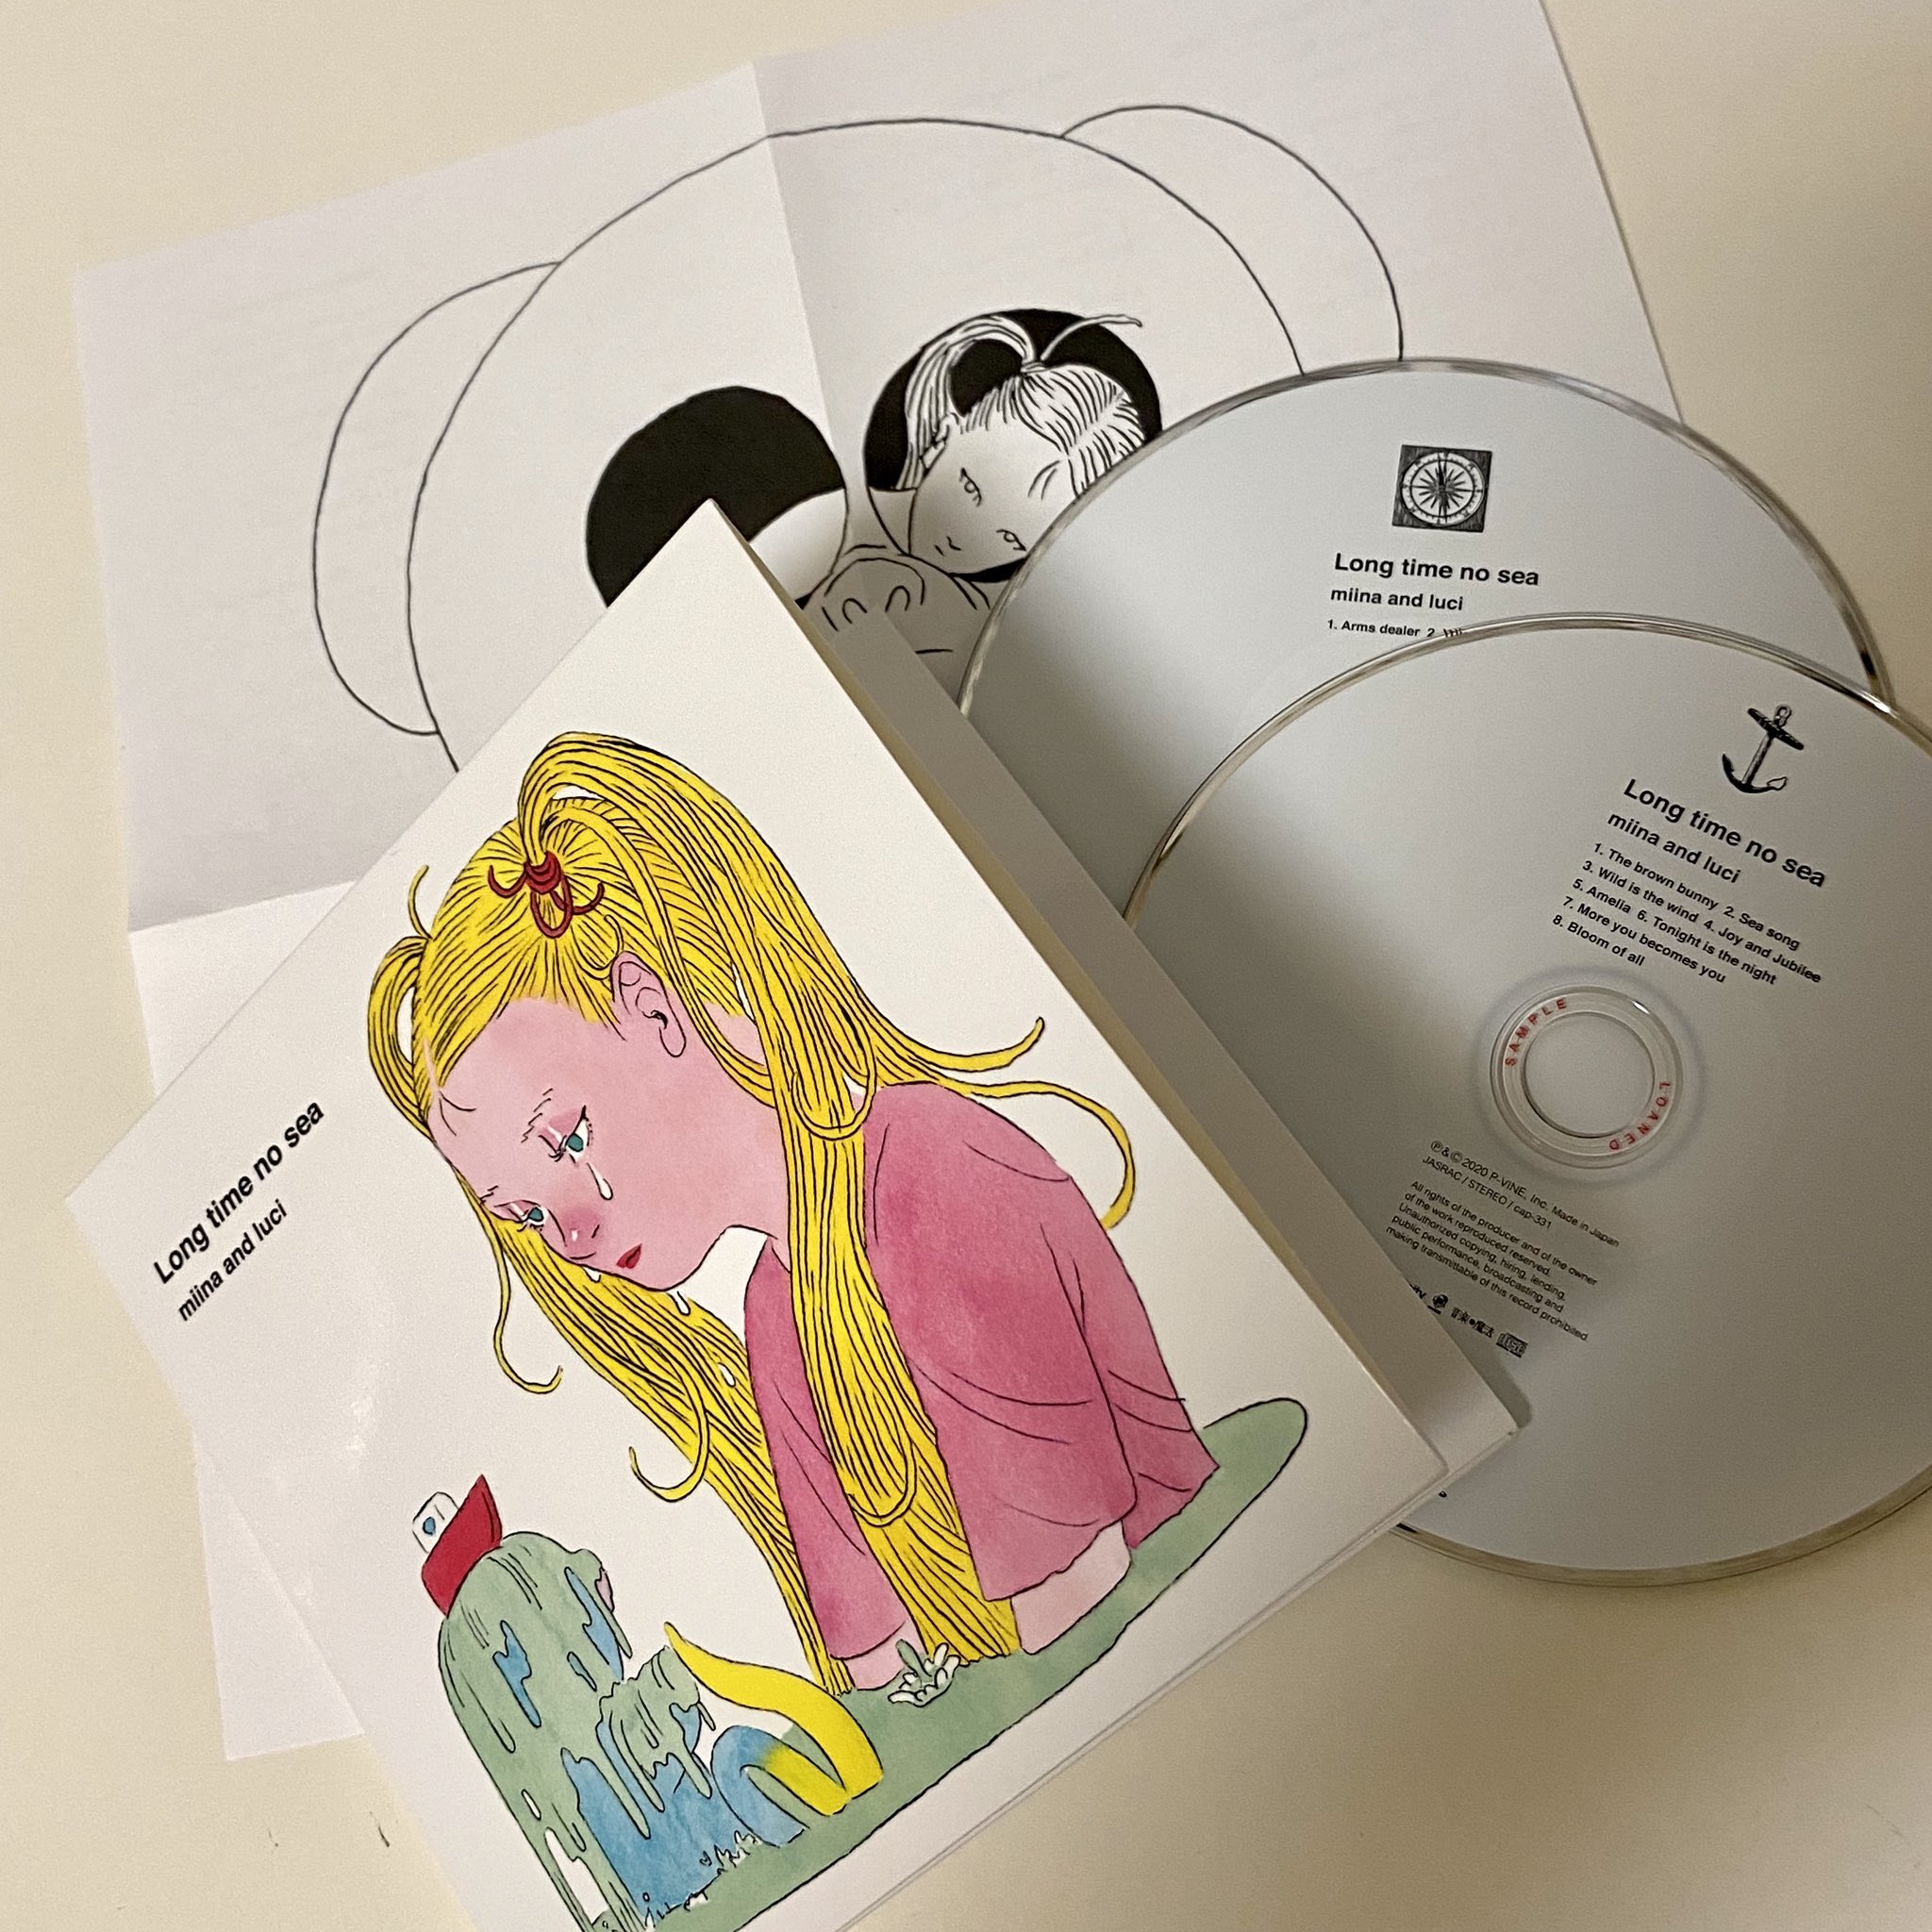 Long time no sea
miina and luci
1. Arms dealer 2.
Long time no sea
miina and luci
1. The brown bunny 2. Sea song
3. Wild is the wind 4. Joy and Jubilee
5. Amelia 6. Tonight is the night
7. More you becomes you
8. Bloom of all
SAMPLE
LOANED
℗&©2020 P-VINE, Inc. Made in Japan
JASRAC / STEREO / cap-331
All rights of the producer and of the owner
of the work reproduced reserved.
Unauthorized copying, hiring, lending,
public performance, broadcasting and
making transmittable of this record prohibited.
音楽●魔法
Long time no sea
miina and luci